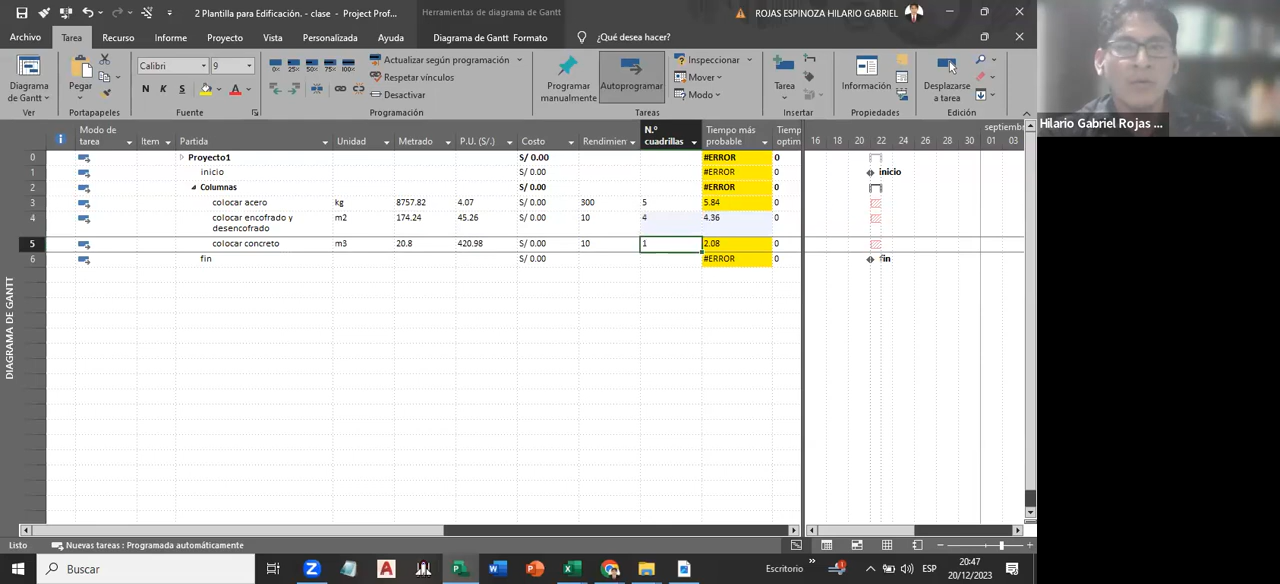 2 Plantilla para Edificación. - clase - Project Prof...
Herramientas de diagrama de Gantt
ROJAS ESPINOZA HILARIO GABRIEL
Archivo Tarea Recurso Informe Proyecto Vista Personalizada Ayuda Diagrama de Gantt Formato ¿Qué desea hacer?
Diagrama de Gantt
Ver
Pegar
Portapapeles
Calibri 9
N K S A
Fuente
0% 25% 50% 75% 100%
Actualizar según programación
Respetar vínculos
Desactivar
Programación
Programar manualmente
Autoprogramar
Inspeccionar
Mover
Modo
Tareas
Tarea
Insertar
Información
Propiedades
Desplazarse a tarea
Edición
Hilario Gabriel Rojas ...
Modo de tarea Item Partida Unidad Metrado P.U. (S/.) Costo Rendimien N.º cuadrillas Tiempo más probable Tiemp optim
septiembre
16 18 20 22 24 26 28 30 01 03
0 Proyecto1 S/ 0.00 #ERROR 0
1 inicio S/ 0.00 #ERROR 0 inicio
2 Columnas S/ 0.00 #ERROR 0
3 colocar acero kg 8757.82 4.07 S/ 0.00 300 5 5.84 0
4 colocar encofrado y m2 174.24 45.26 S/ 0.00 10 4 4.36 0
desencofrado
5 colocar concreto m3 20.8 420.98 S/ 0.00 10 1 2.08 0
6 fin S/ 0.00 #ERROR 0 fin
DIAGRAMA DE GANTT
Listo Nuevas tareas : Programada automáticamente
Buscar
Escritorio
ESP
20:47
20/12/2023